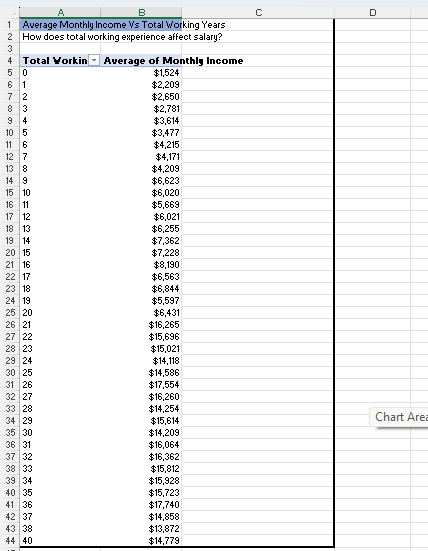 A B C D
1 Average Monthly Income Vs Total Working Years
2 How does total working experience affect salary?
3
4 Total Workin Average of Monthly Income
5 0 $1,524
6 1 $2,209
7 2 $2,650
8 3 $2,781
9 4 $3,614
10 5 $3,477
11 6 $4,215
12 7 $4,171
13 8 $4,209
14 9 $6,623
15 10 $6,020
16 11 $5,669
17 12 $6,021
18 13 $6,255
19 14 $7,362
20 15 $7,228
21 16 $8,190
22 17 $6,563
23 18 $6,844
24 19 $5,597
25 20 $6,431
26 21 $16,265
27 22 $15,696
28 23 $15,021
29 24 $14,118
30 25 $14,586
31 26 $17,554
32 27 $16,260
33 28 $14,254
34 29 $15,614
35 30 $14,209
36 31 $16,064
37 32 $16,362
38 33 $15,812
39 34 $15,928
40 35 $15,723
41 36 $17,740
42 37 $14,858
43 38 $13,872
44 40 $14,779
Chart Area